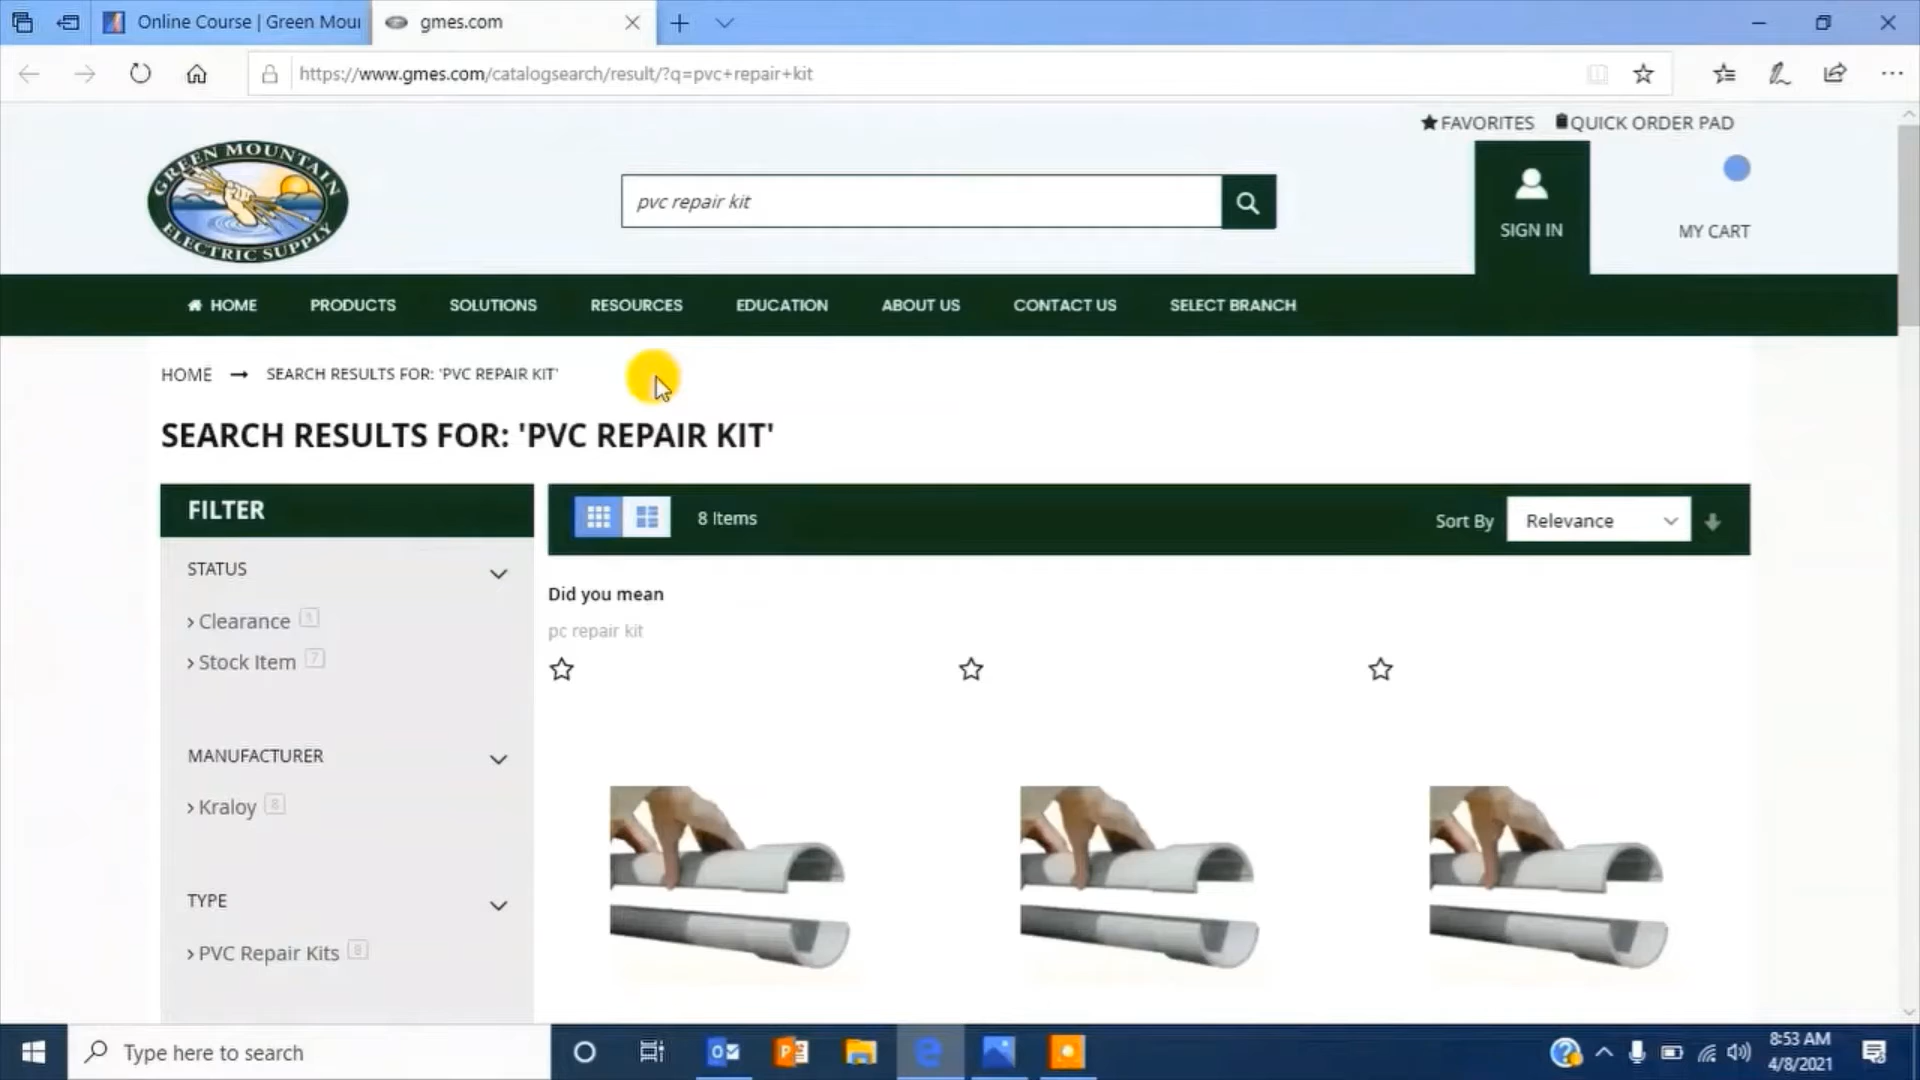 Online Course | Green Mour
gmes.com
https://www.gmes.com/catalogsearch/result/?q=pvc+repair+kit
FAVORITES
QUICK ORDER PAD
GREEN MOUNTAIN
ELECTRIC SUPPLY
pvc repair kit
SIGN IN
MY CART
HOME
PRODUCTS
SOLUTIONS
RESOURCES
EDUCATION
ABOUT US
CONTACT US
SELECT BRANCH
HOME → SEARCH RESULTS FOR: 'PVC REPAIR KIT'
SEARCH RESULTS FOR: 'PVC REPAIR KIT'
FILTER
8 Items
Sort By
Relevance
STATUS
Clearance
Stock Item 7
MANUFACTURER
Kraloy 8
TYPE
PVC Repair Kits 8
Did you mean
pc repair kit
Type here to search
8:53 AM
4/8/2021